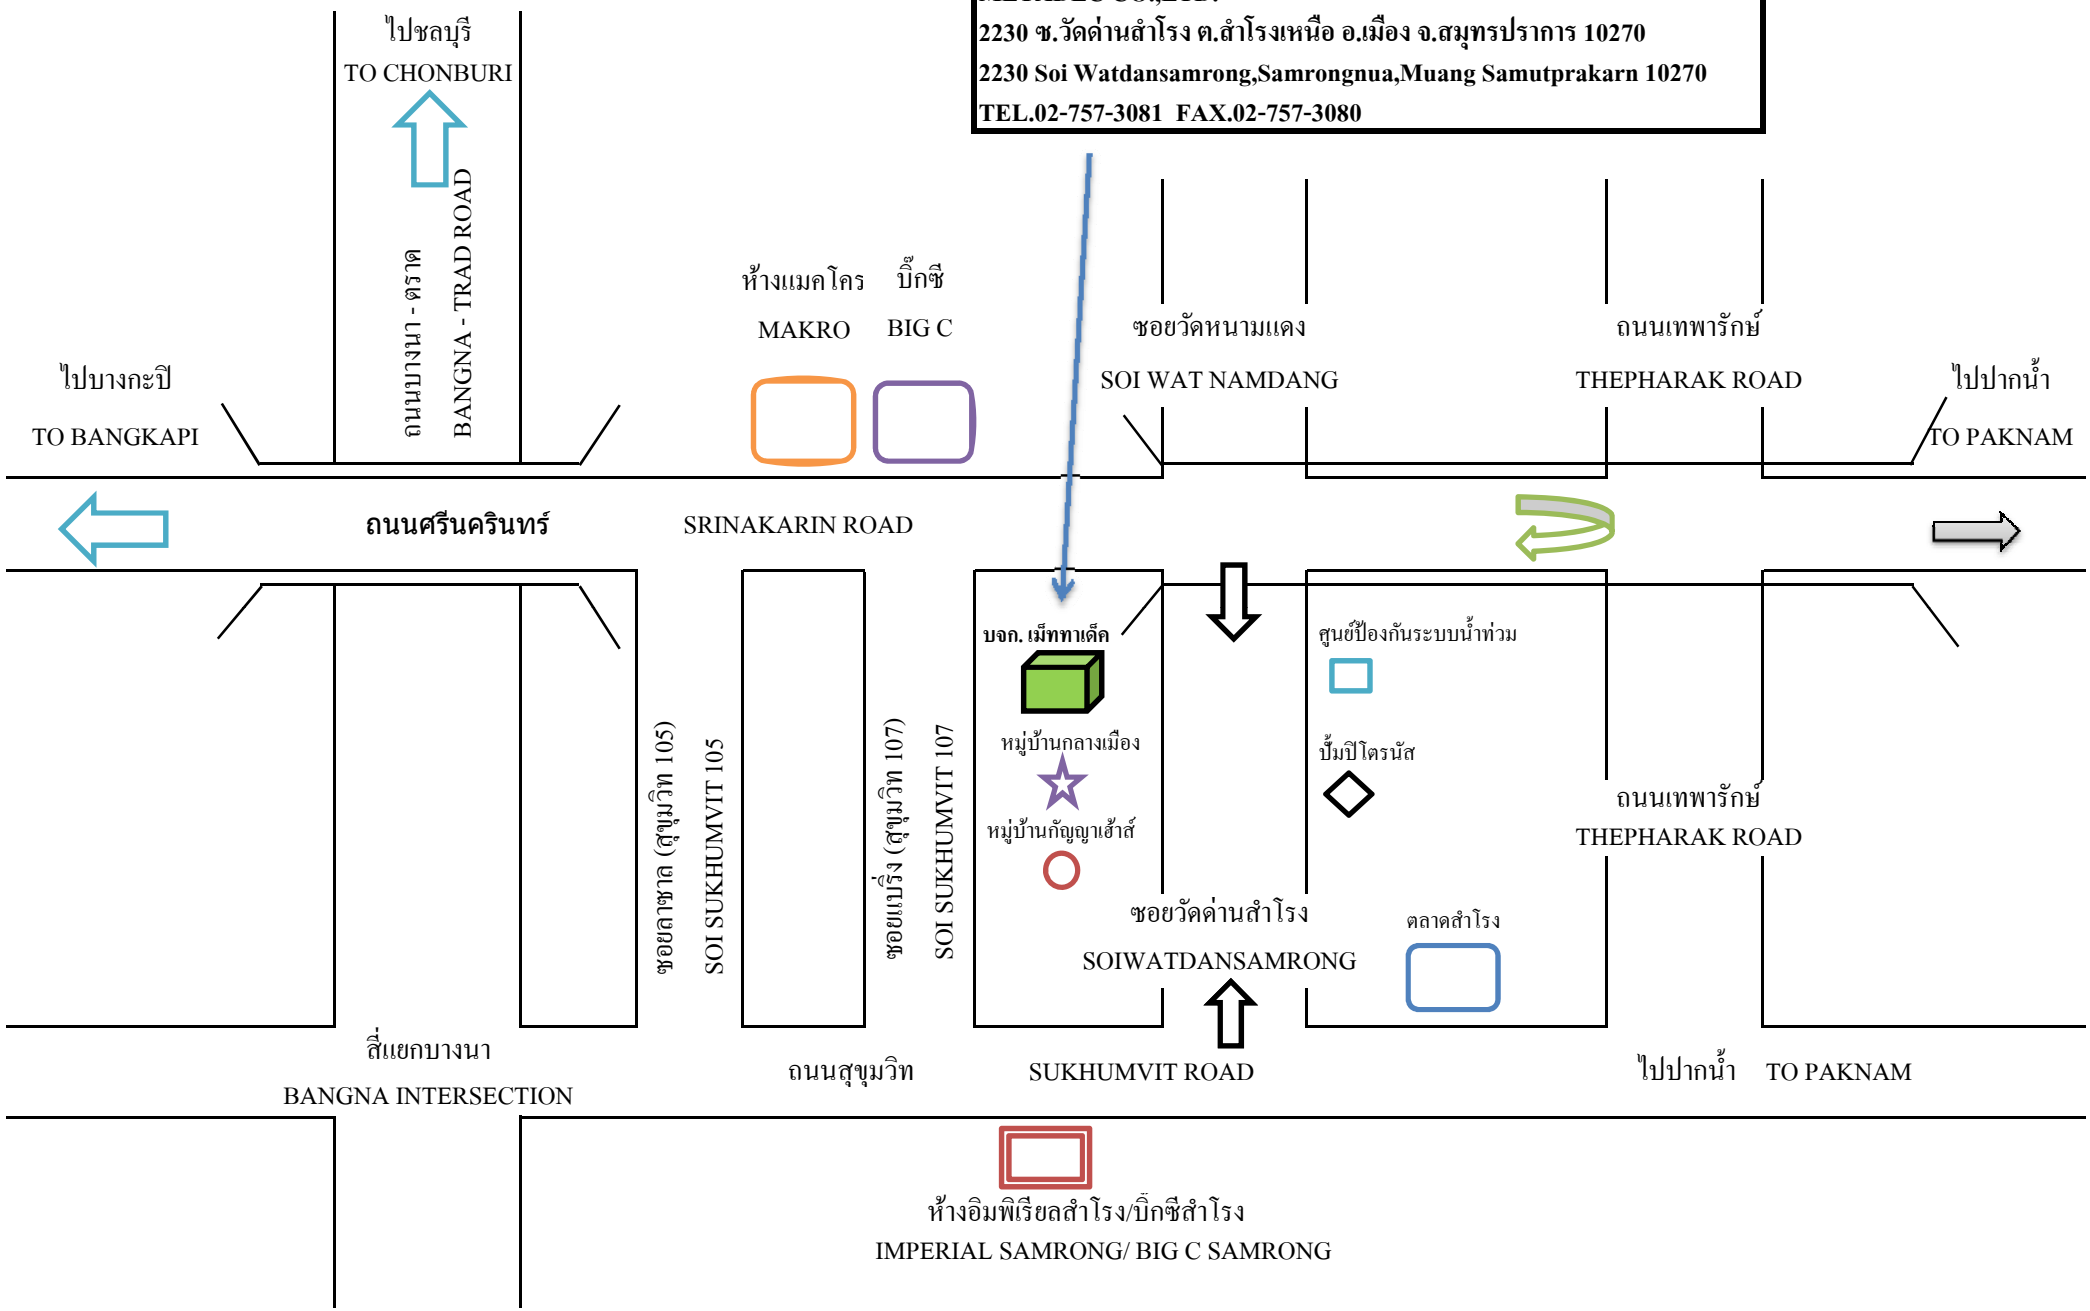 ไปชลบุรี
TO CHONBURI
2230 ซ.วัดด่านสำโรง ต.สำโรงเหนือ อ.เมือง จ.สมุทรปราการ 10270
2230 Soi Watdansamrong,Samrongnua,Muang Samutprakarn 10270
TEL.02-757-3081 FAX.02-757-3080
ถนนบางนา - ตราด
BANGNA - TRAD ROAD
ห้างแมคโคร
MAKRO
บิ๊กซี
BIG C
ซอยวัดหนามแดง
SOI WAT NAMDANG
ถนนเทพารักษ์
THEPHARAK ROAD
ไปบางกะปิ
TO BANGKAPI
ไปปากน้ำ
TO PAKNAM
ถนนศรีนครินทร์
SRINAKARIN ROAD
บจก. เม็ททาเด็ค
ศูนย์ป้องกันระบบน้ำท่วม
ซอยลาซาล (สุขุมวิท 105)
SOI SUKHUMVIT 105
ซอยแบริ่ง (สุขุมวิท 107)
SOI SUKHUMVIT 107
หมู่บ้านกลางเมือง
ปั้มปิโตรนัส
หมู่บ้านกัญญาเฮ้าส์
ถนนเทพารักษ์
THEPHARAK ROAD
ซอยวัดด่านสำโรง
SOIWATDANSAMRONG
ตลาดสำโรง
สี่แยกบางนา
BANGNA INTERSECTION
ถนนสุขุมวิท
SUKHUMVIT ROAD
ไปปากน้ำ
TO PAKNAM
ห้างอิมพิเรียลสำโรง/บิ๊กซีสำโรง
IMPERIAL SAMRONG/ BIG C SAMRONG